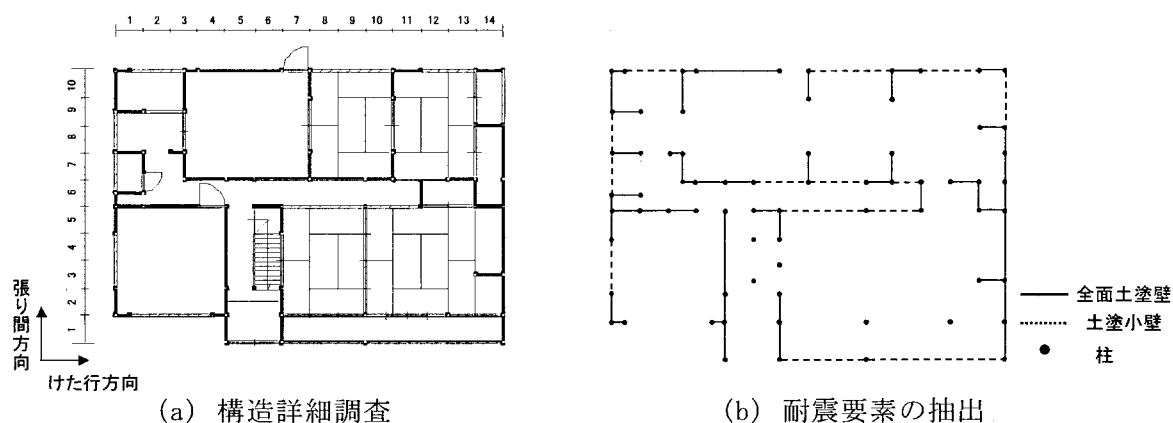 1 2 3 4 5 6 7 8 9 10 11 12 13 14
10
9
8
7
6
5
4
3
2
1
張り間方向
けた行方向
全面土塗壁
土塗小壁
柱
(a) 構造詳細調査
(b) 耐震要素の抽出